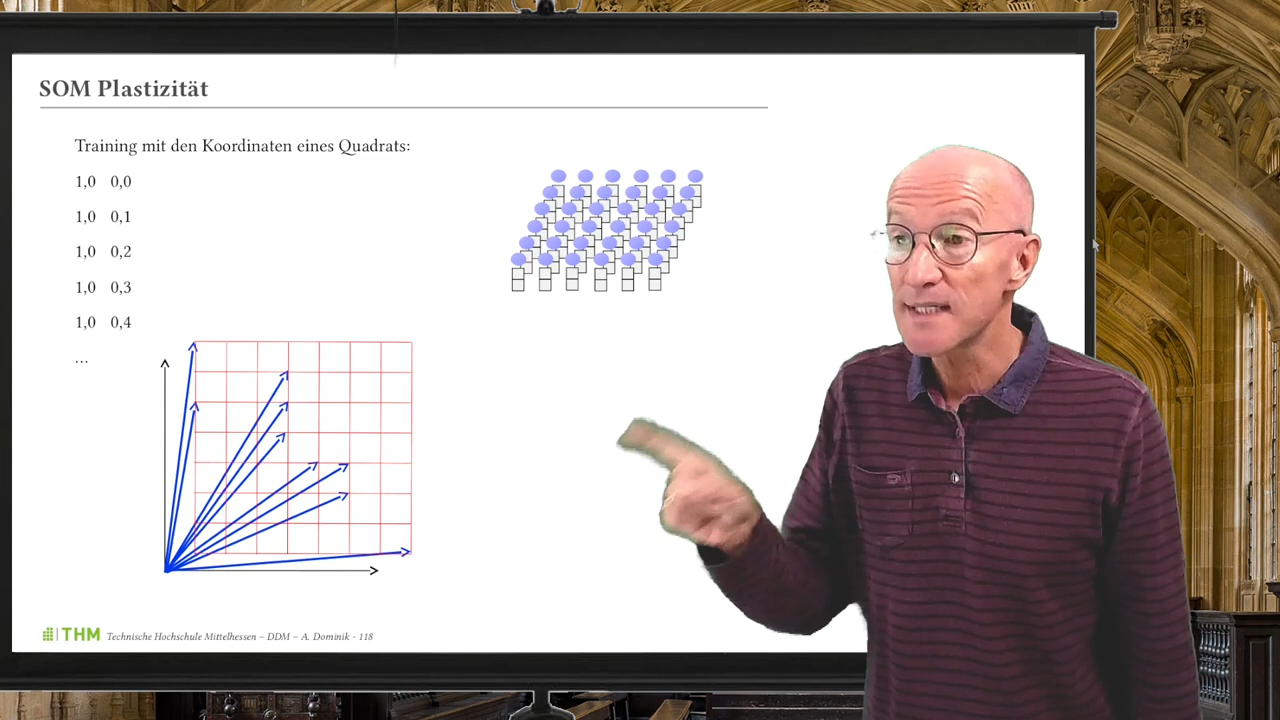 SOM Plastizität
Training mit den Koordinaten eines Quadrats:
1,0 0,0
1,0 0,1
1,0 0,2
1,0 0,3
1,0 0,4
...
THM Technische Hochschule Mittelhessen – DDM – A. Dominik - 118